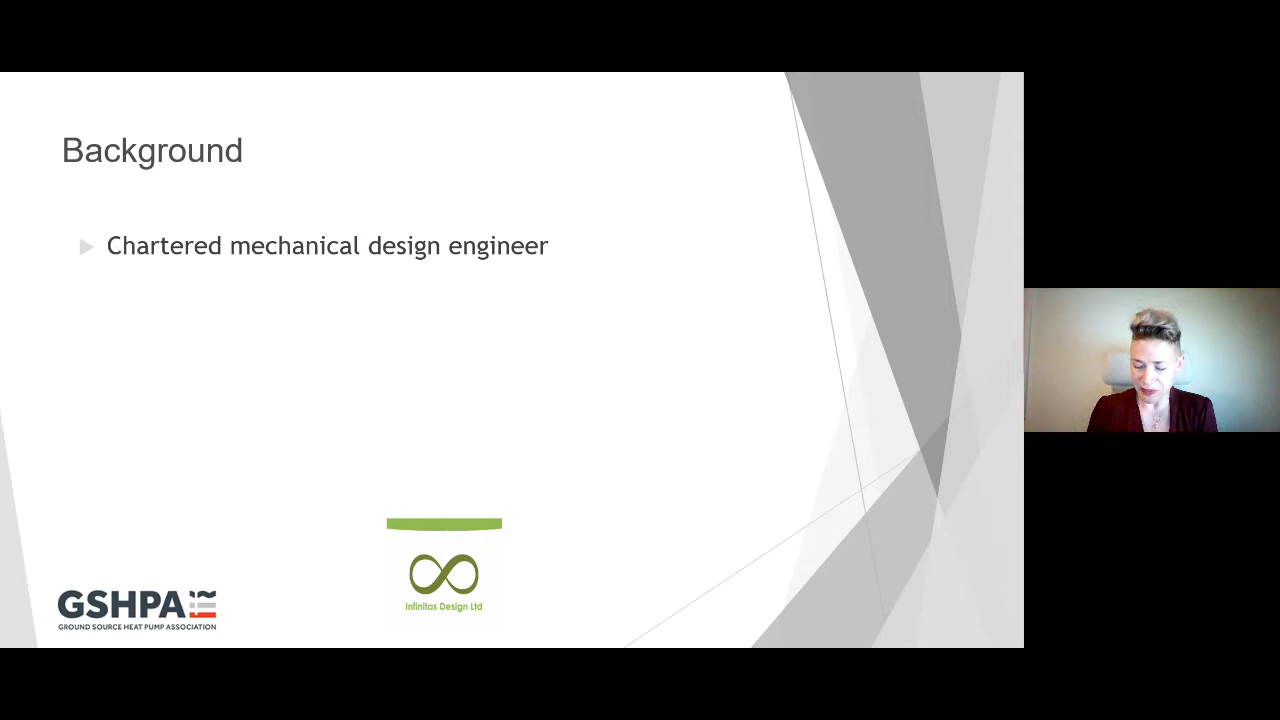 Background
Chartered mechanical design engineer
Infinitas Design Ltd
GSHPA
GROUND SOURCE HEAT PUMP ASSOCIATION